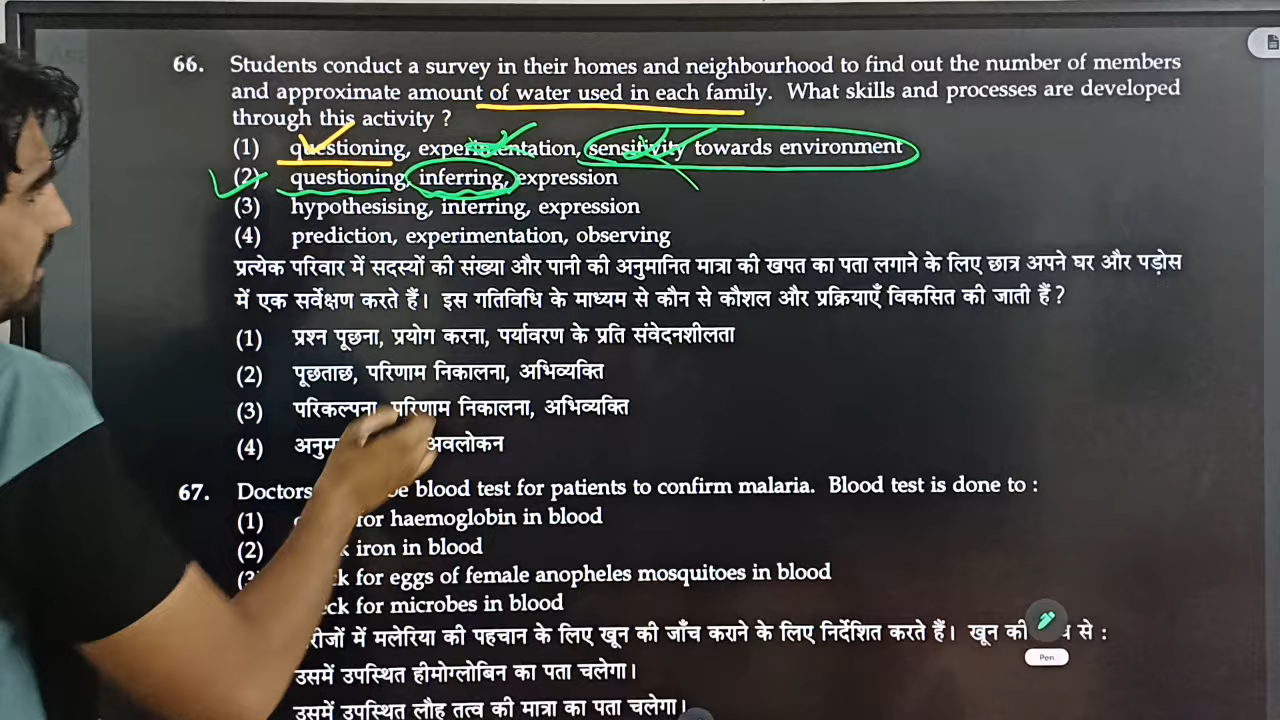 66. Students conduct a survey in their homes and neighbourhood to find out the number of members
and approximate amount of water used in each family. What skills and processes are developed
through this activity ?
(1) questioning, experimentation, sensitivity towards environment
(2) questioning, inferring, expression
(3) hypothesising, inferring, expression
(4) prediction, experimentation, observing
प्रत्येक परिवार में सदस्यों की संख्या और पानी की अनुमानित मात्रा की खपत का पता लगाने के लिए छात्र अपने घर और पड़ोस
में एक सर्वेक्षण करते हैं। इस गतिविधि के माध्यम से कौन से कौशल और प्रक्रियाएँ विकसित की जाती हैं ?
(1) प्रश्न पूछना, प्रयोग करना, पर्यावरण के प्रति संवेदनशीलता
(2) पूछताछ, परिणाम निकालना, अभिव्यक्ति
(3) परिकल्पना, परिणाम निकालना, अभिव्यक्ति
(4) अवलोकन
67. Doctors blood test for patients to confirm malaria. Blood test is done to :
(1) for haemoglobin in blood
(2) iron in blood
for eggs of female anopheles mosquitoes in blood
for microbes in blood
में मलेरिया की पहचान के लिए खून की जाँच कराने के लिए निर्देशित करते हैं। खून की से :
उसमें उपस्थित हीमोग्लोबिन का पता चलेगा।
उसमें उपस्थित लौह तत्व की मात्रा का पता चलेगा।
Pen